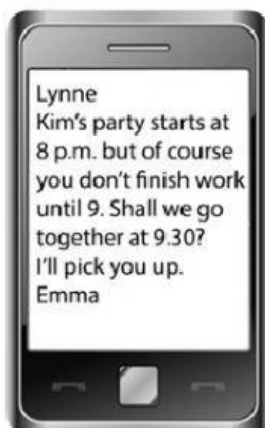 Lynne
Kim's party starts at
8 p.m. but of course
you don't finish work
until 9. Shall we go
together at 9.30?
I'll pick you up.
Emma